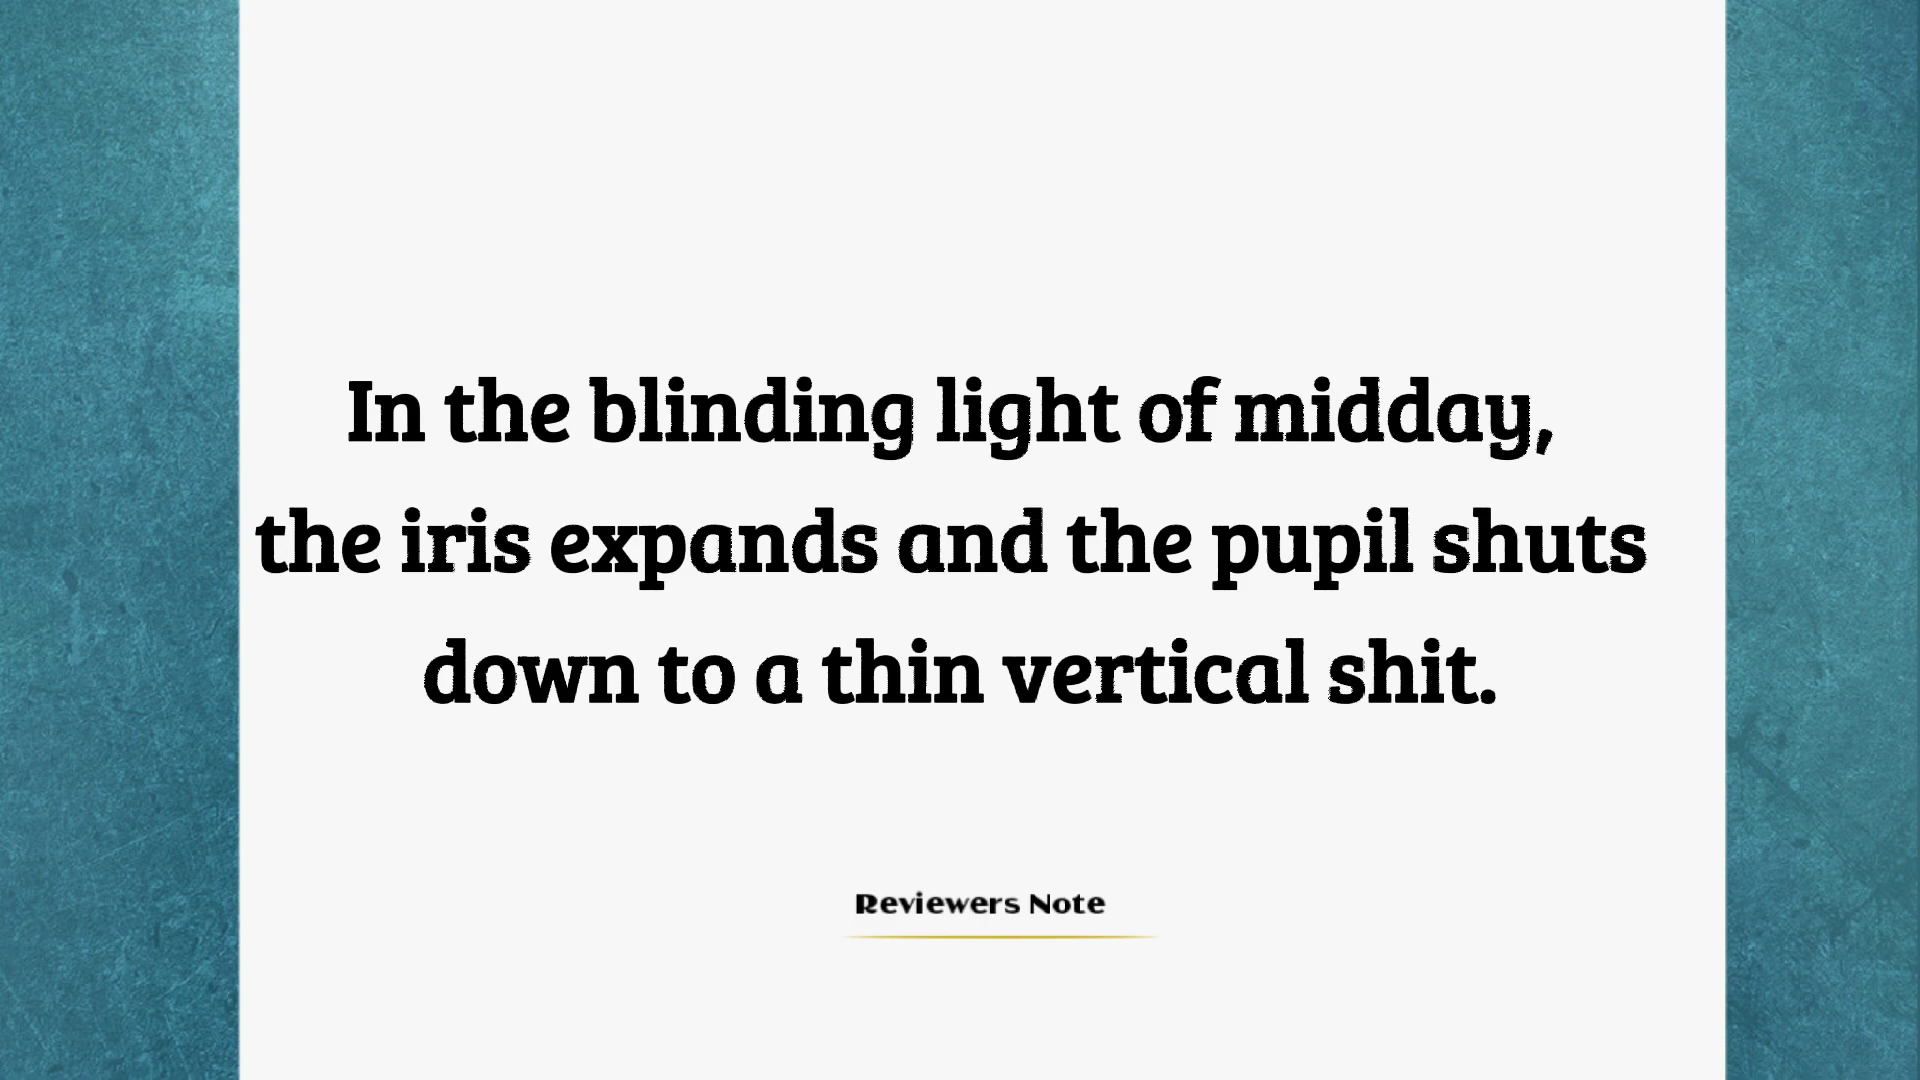 In the blinding light of midday,
the iris expands and the pupil shuts
down to a thin vertical shit.
Reviewers Note